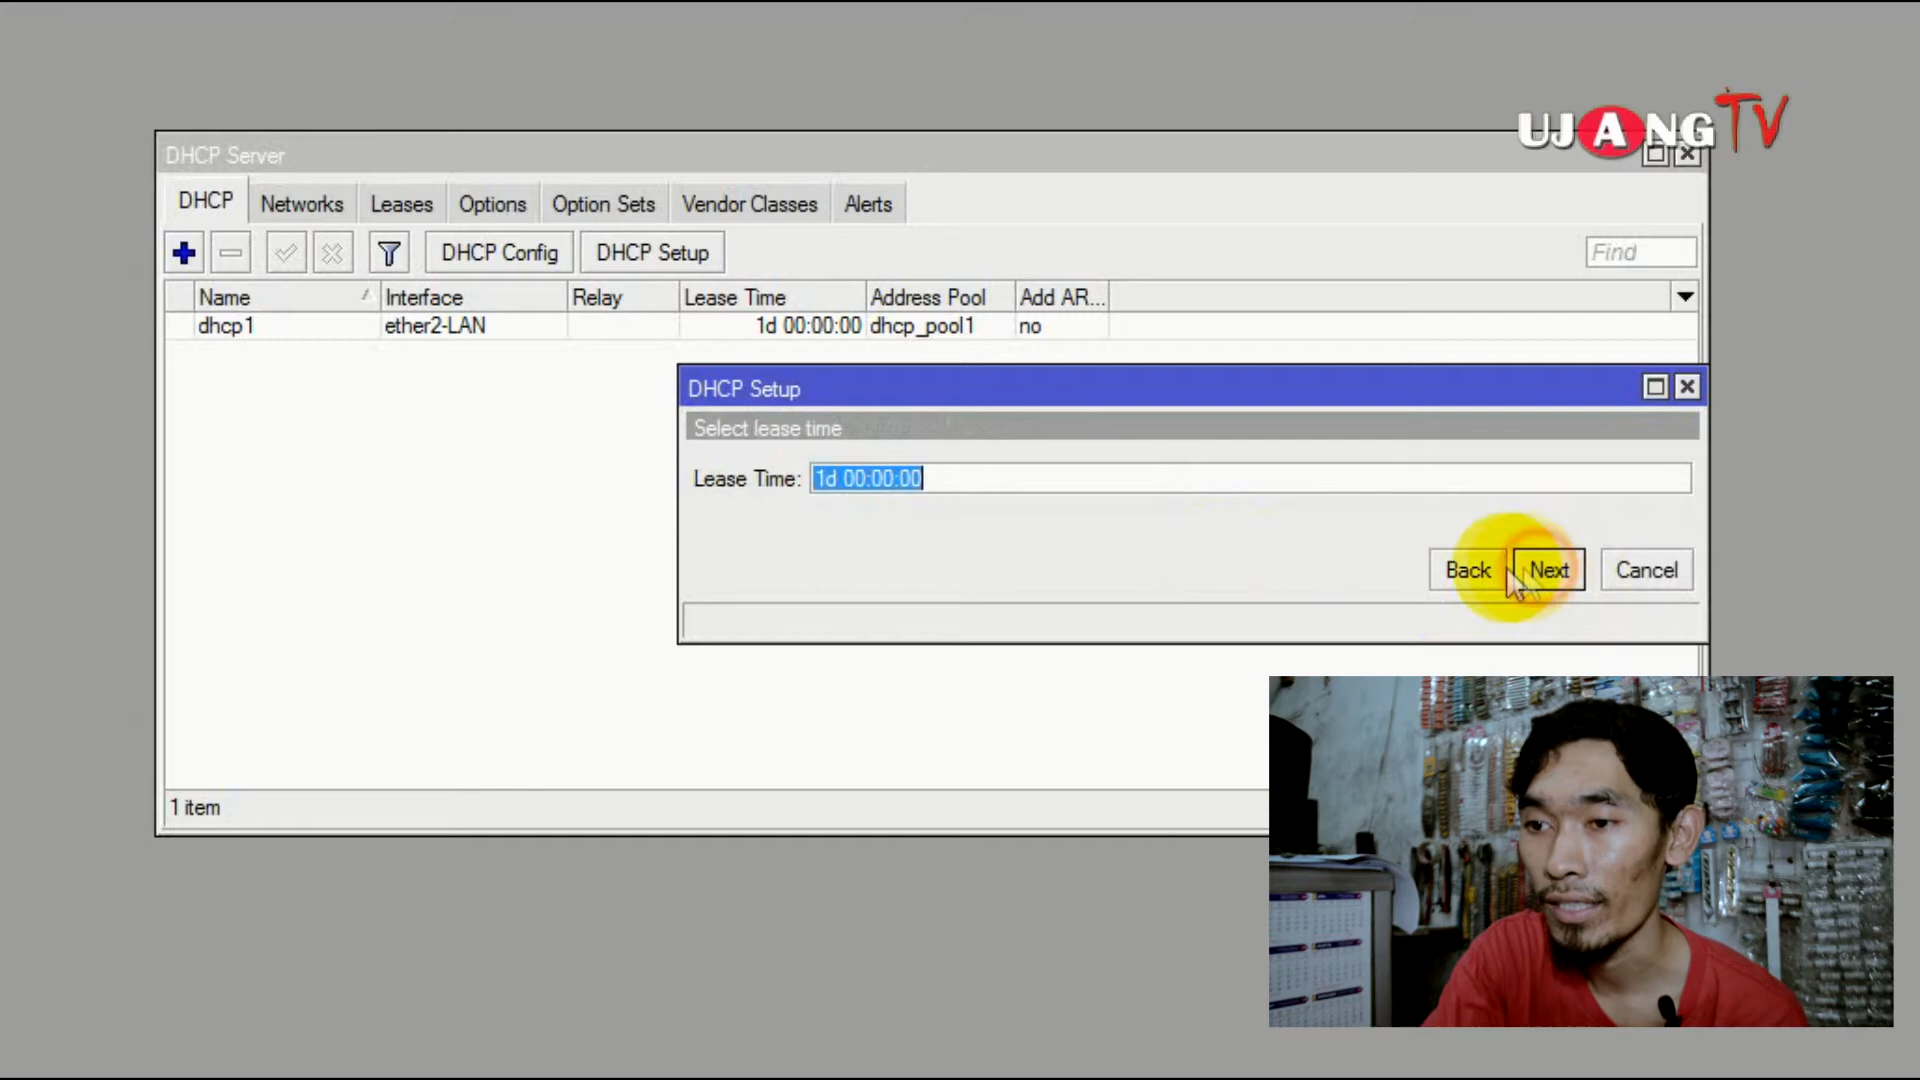 UJANG TV
DHCP Server
DHCP Networks Leases Options Option Sets Vendor Classes Alerts
DHCP Config DHCP Setup Find
Name Interface Relay Lease Time Address Pool Add AR...
dhcp1 ether2-LAN 1d 00:00:00 dhcp_pool1 no
DHCP Setup
Select lease time
Lease Time: 1d 00:00:00
Back Next Cancel
1 item